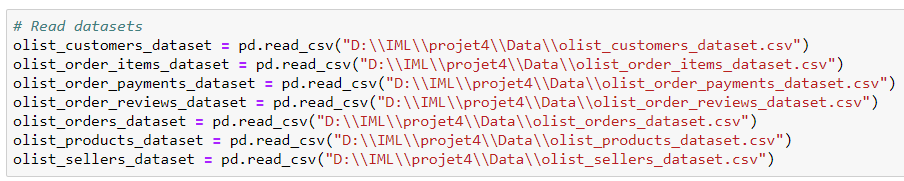 # Read datasets
olist_customers_dataset = pd.read_csv("D:\\IML\\projet4\\Data\\olist_customers_dataset.csv")
olist_order_items_dataset = pd.read_csv("D:\\IML\\projet4\\Data\\olist_order_items_dataset.csv")
olist_order_payments_dataset = pd.read_csv("D:\\IML\\projet4\\Data\\olist_order_payments_dataset.csv")
olist_order_reviews_dataset = pd.read_csv("D:\\IML\\projet4\\Data\\olist_order_reviews_dataset.csv")
olist_orders_dataset = pd.read_csv("D:\\IML\\projet4\\Data\\olist_orders_dataset.csv")
olist_products_dataset = pd.read_csv("D:\\IML\\projet4\\Data\\olist_products_dataset.csv")
olist_sellers_dataset = pd.read_csv("D:\\IML\\projet4\\Data\\olist_sellers_dataset.csv")